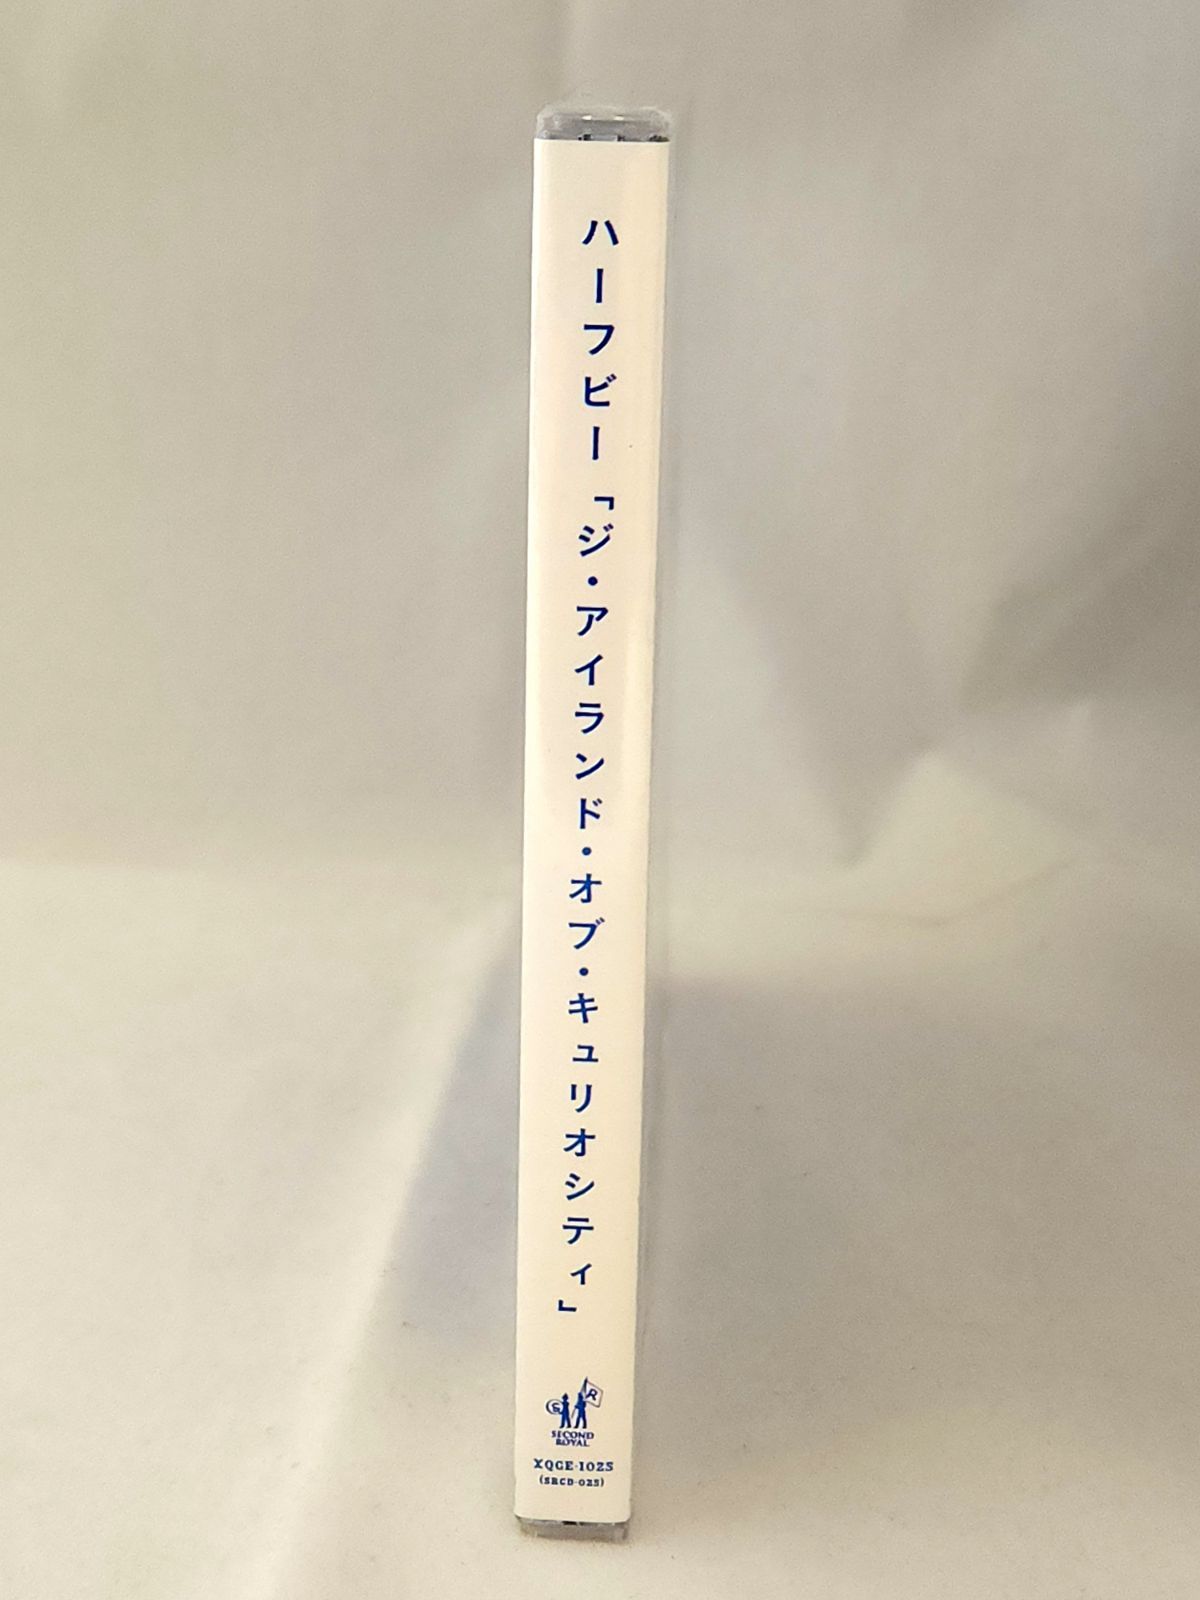 ハーフビー「ジ・アイランド・オブ・キュリオシティ」
S R
SECOND
ROYAL
XQGE-1025
(SRCD-025)